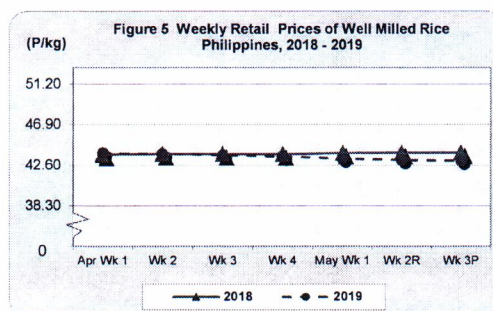 Figure 5 Weekly Retail Prices of Well Milled Rice
Philippines, 2018 - 2019
(P/kg)
51.20
46.90
42.60
38.30
0
Apr Wk 1 Wk 2 Wk 3 Wk 4 May Wk 1 Wk 2R Wk 3P
2018 2019